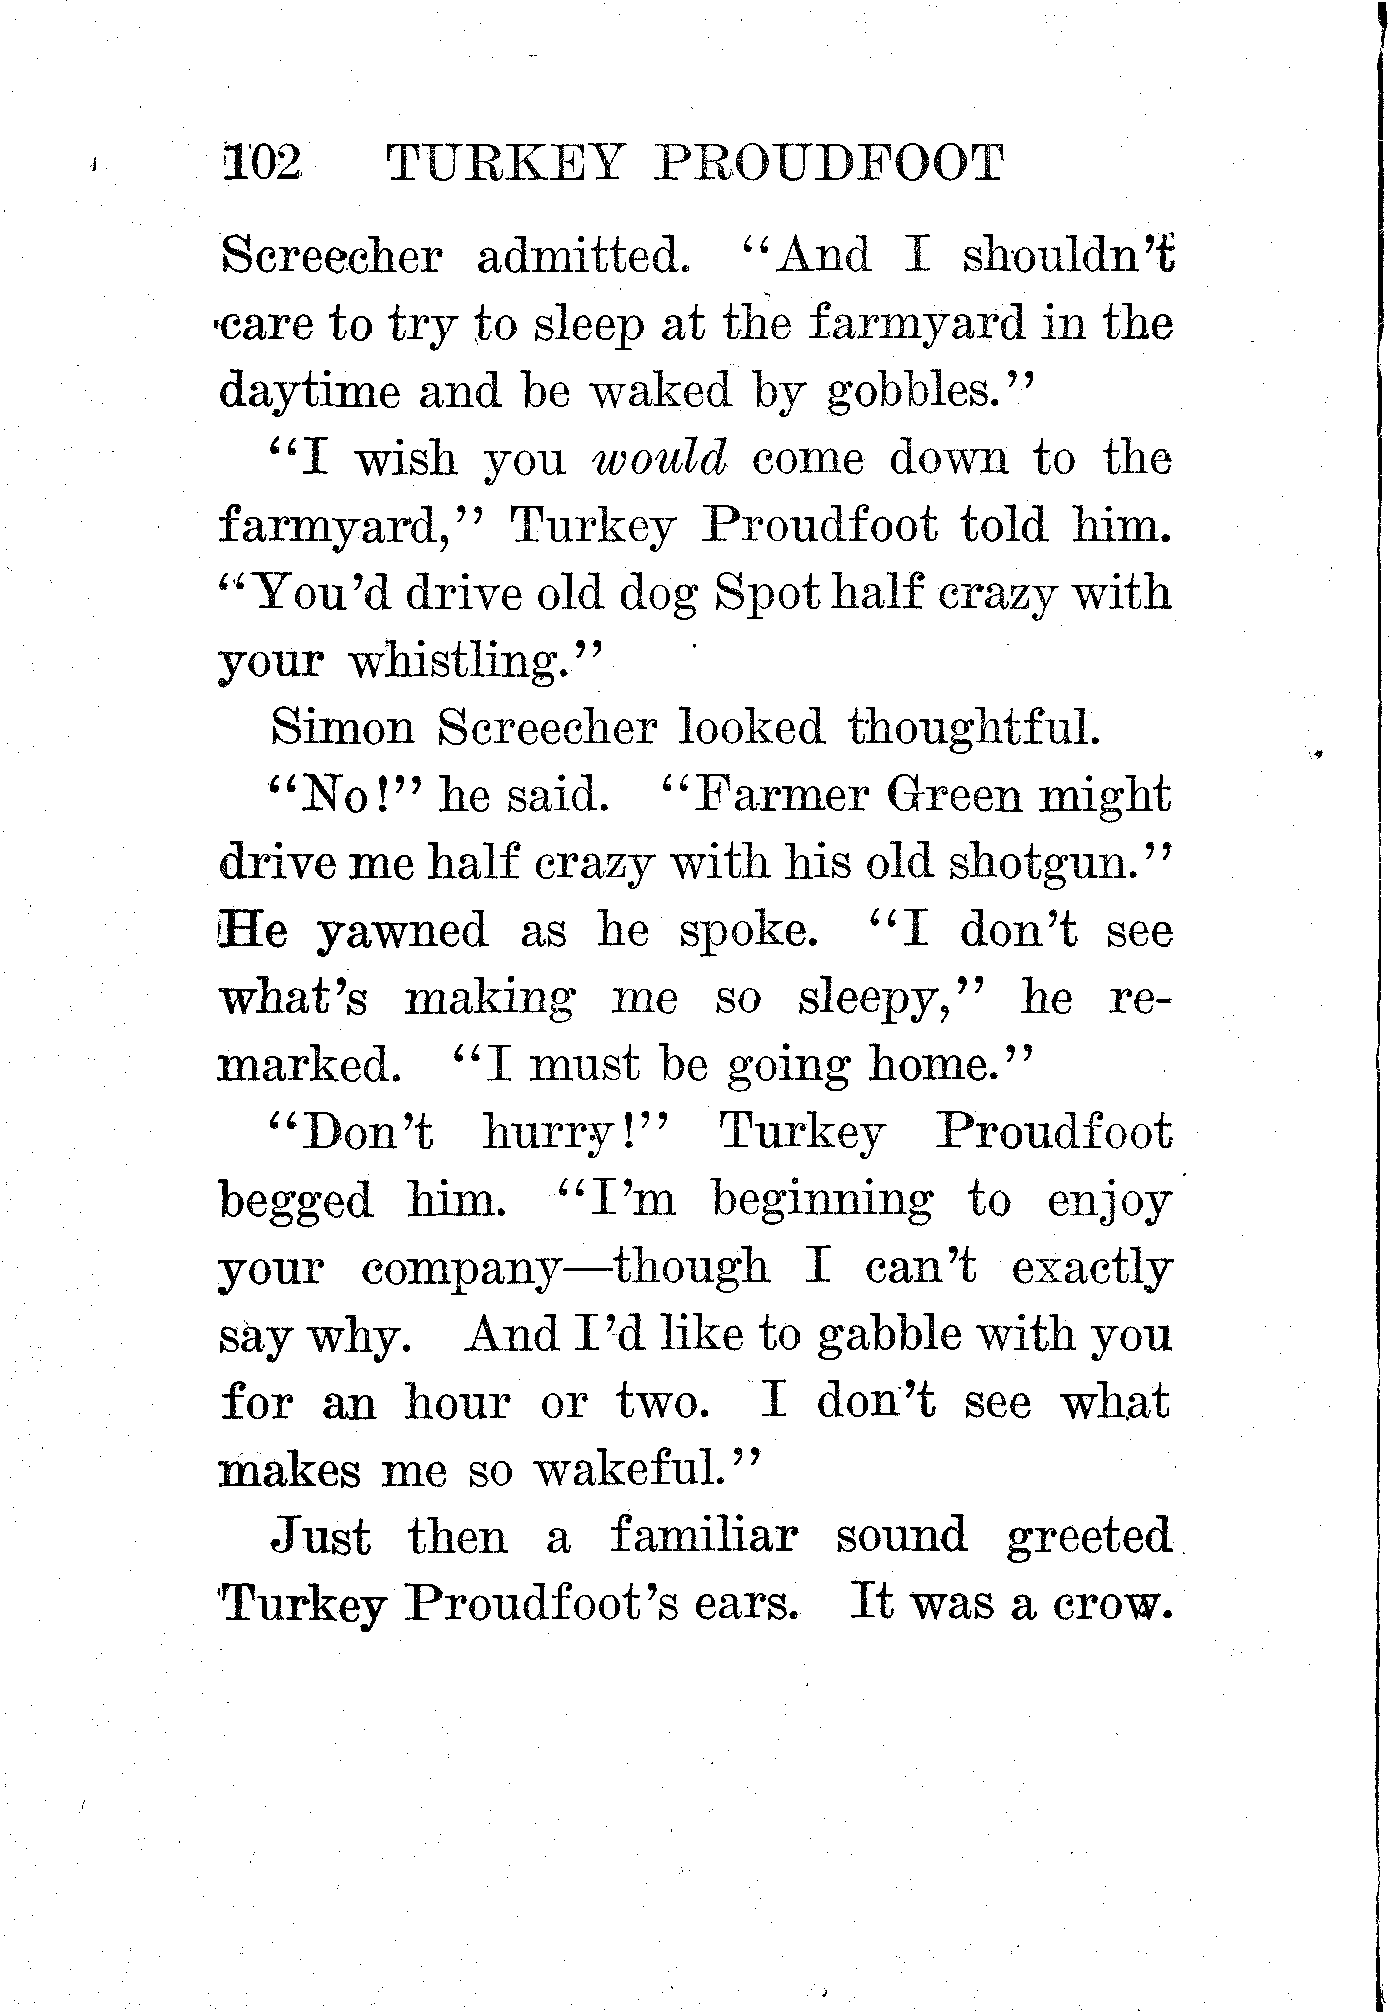 102 TURKEY PROUDFOOT
Screecher admitted. "And I shouldn't
care to try to sleep at the farmyard in the
daytime and be waked by gobbles."
"I wish you would come down to the
farmyard," Turkey Proudfoot told him.
"You'd drive old dog Spot half crazy with
your whistling."
Simon Screecher looked thoughtful.
"No!" he said. "Farmer Green might
drive me half crazy with his old shotgun."
He yawned as he spoke. "I don't see
what's making me so sleepy," he re-
marked. "I must be going home."
"Don't hurry!" Turkey Proudfoot
begged him. "I'm beginning to enjoy
your company—though I can't exactly
say why. And I'd like to gabble with you
for an hour or two. I don't see what
makes me so wakeful."
Just then a familiar sound greeted
Turkey Proudfoot's ears. It was a crow.